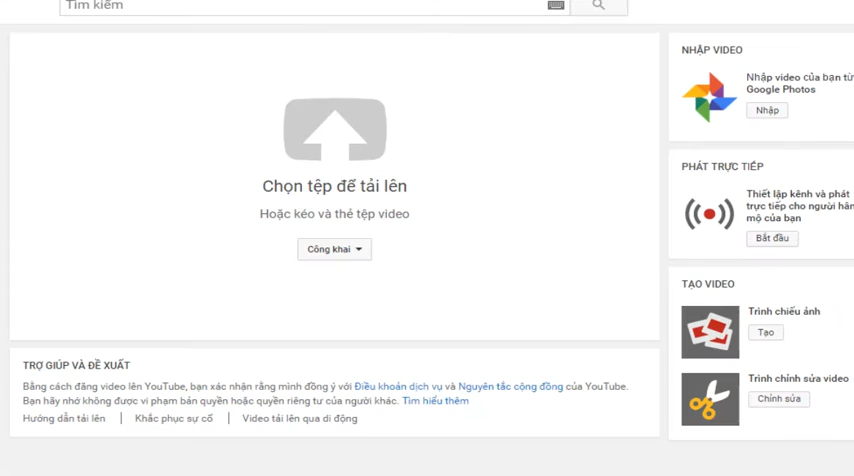 Tìm kiếm
Chọn tệp để tải lên
Hoặc kéo và thẻ tệp video
Công khai
TRỢ GIÚP VÀ ĐỀ XUẤT
Bằng cách đăng video lên YouTube, bạn xác nhận rằng mình đồng ý với Điều khoản dịch vụ và Nguyên tắc cộng đồng của YouTube.
Bạn hãy nhớ không được vi phạm bản quyền hoặc quyền riêng tư của người khác. Tìm hiểu thêm
Hướng dẫn tải lên | Khắc phục sự cố | Video tải lên qua di động
NHẬP VIDEO
Nhập video của bạn từ
Google Photos
Nhập
PHÁT TRỰC TIẾP
Thiết lập kênh và phát
trực tiếp cho người hâm
mộ của bạn
Bắt đầu
TẠO VIDEO
Trình chiếu ảnh
Tạo
Trình chỉnh sửa video
Chỉnh sửa